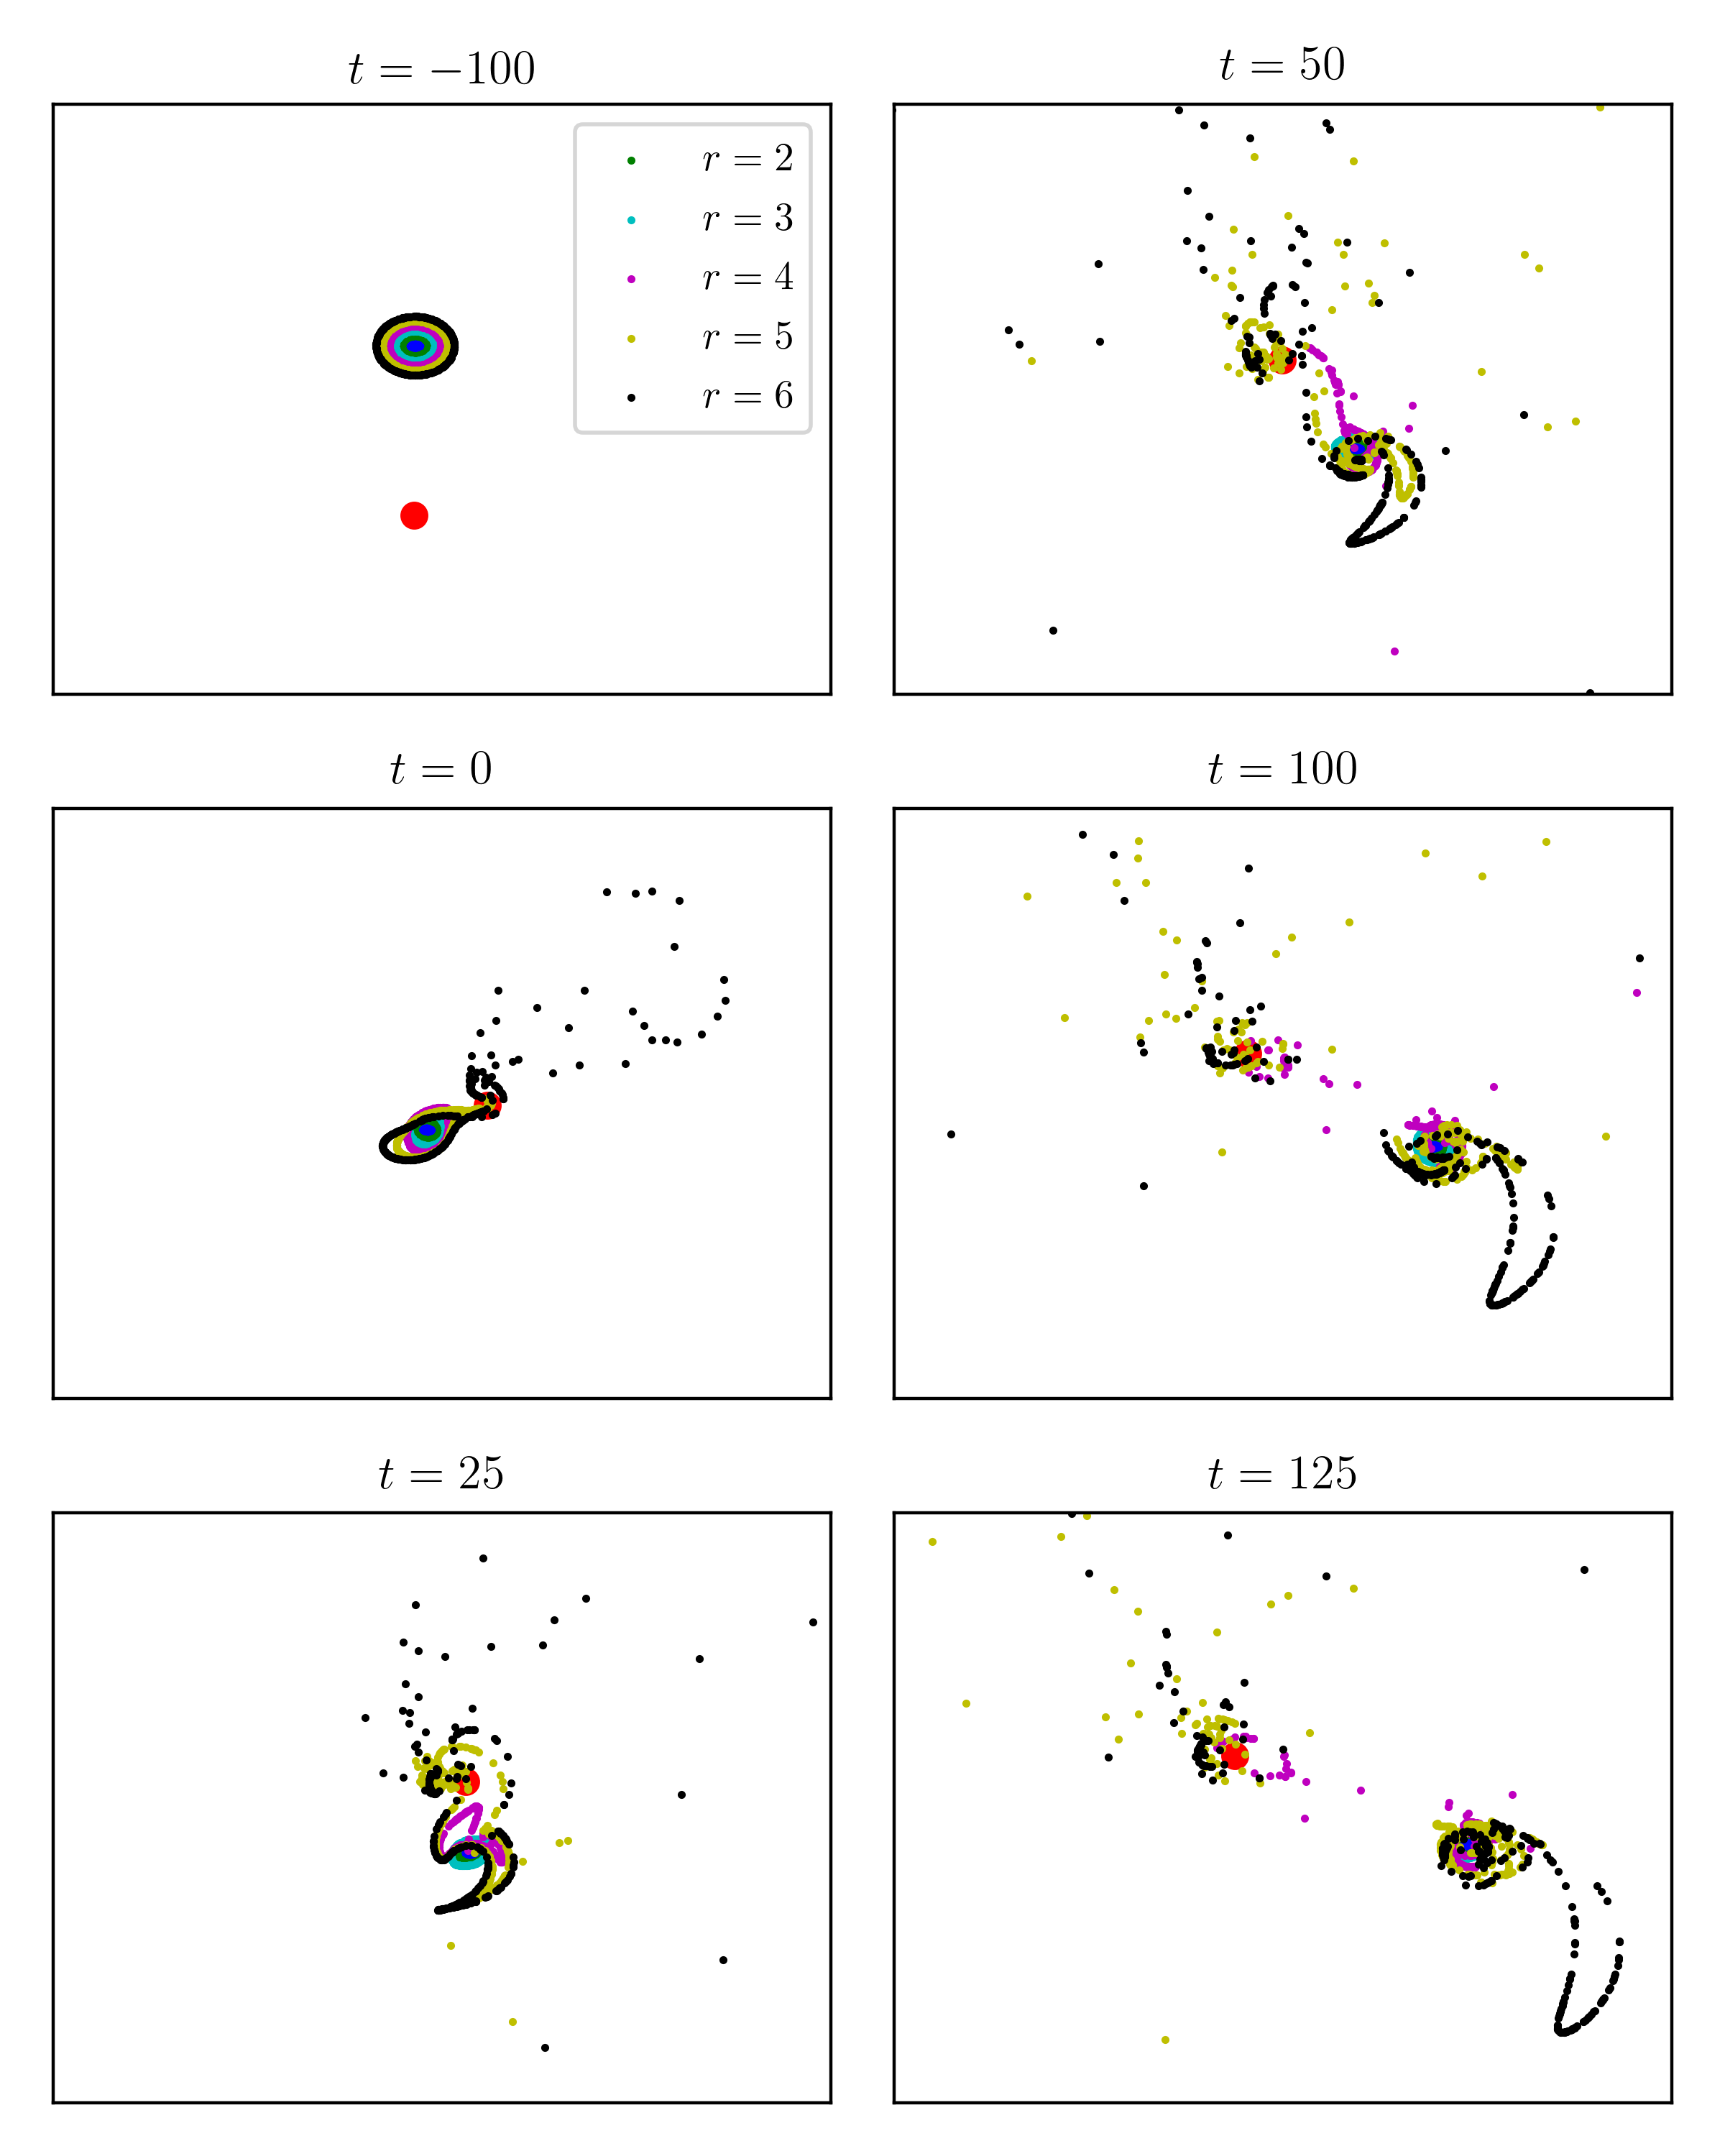 t = −100
r = 2
r = 3
r = 4
r = 5
r = 6
t = 50
t = 0
t = 100
t = 25
t = 125